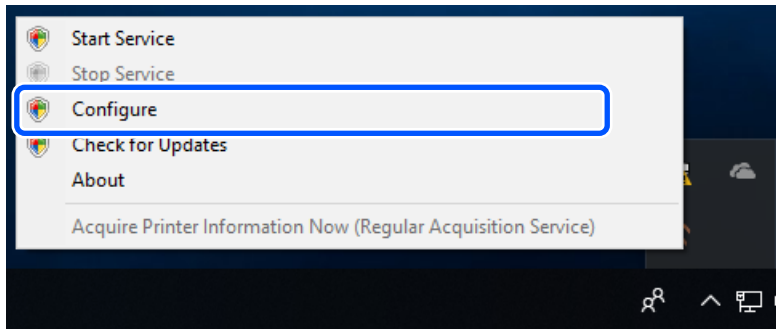 Start Service
Stop Service
Configure
Check for Updates
About
Acquire Printer Information Now (Regular Acquisition Service)